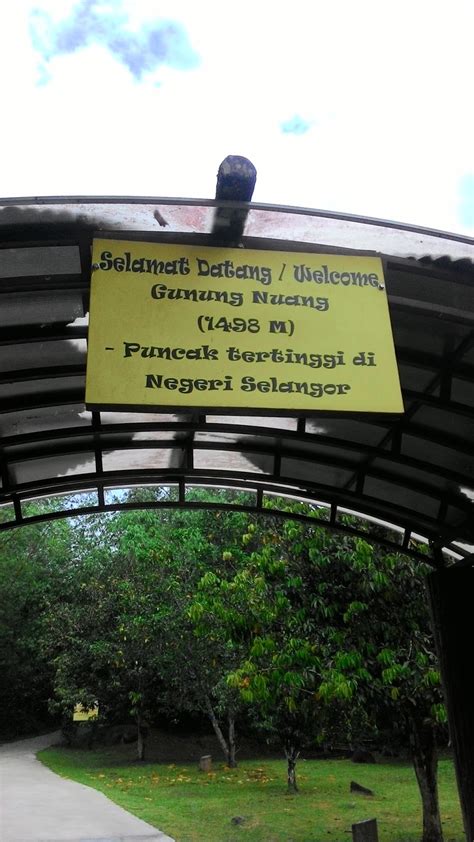 Selamat Datang / Welcome
Gunung Nuang
(1498 M)
- Puncak tertinggi di
Negeri Selangor